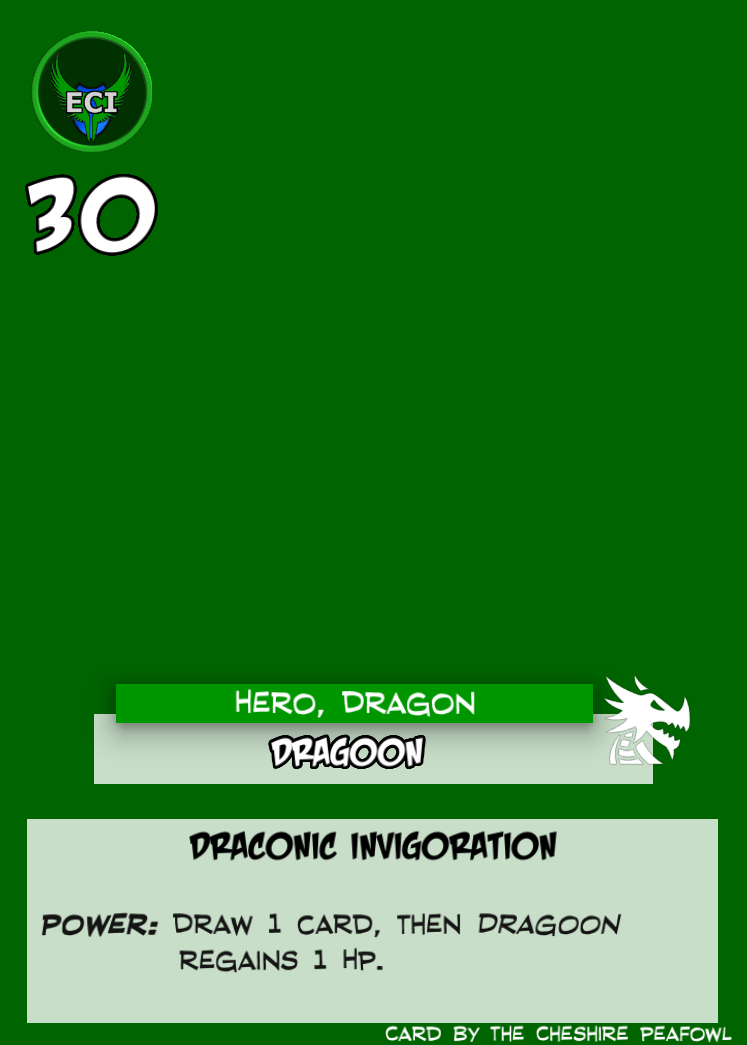 ECI
30
HERO, DRAGON
DRAGOON
DRACONIC INVIGORATION
POWER: DRAW 1 CARD, THEN DRAGOON
REGAINS 1 HP.
CARD BY THE CHESHIRE PEAFOWL